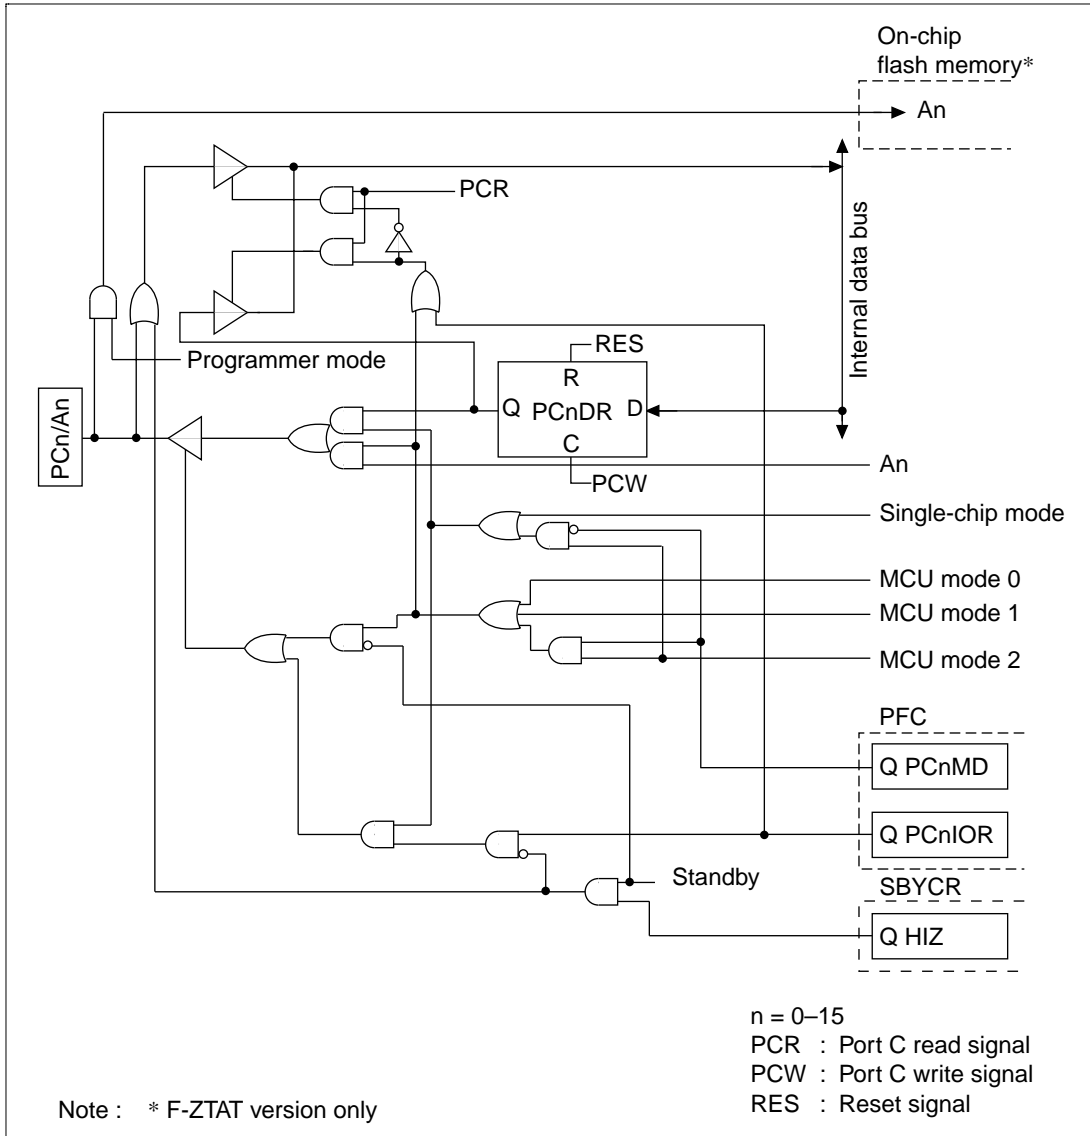 On-chip
flash memory*
An
PCR
Internal data bus
Programmer mode
RES
R
Q PCnDR D
C
PCn/An
PCW
An
Single-chip mode
MCU mode 0
MCU mode 1
MCU mode 2
PFC
Q PCnMD
Q PCnIOR
Standby
SBYCR
Q HIZ
n = 0–15
PCR : Port C read signal
PCW : Port C write signal
RES : Reset signal
Note : * F-ZTAT version only